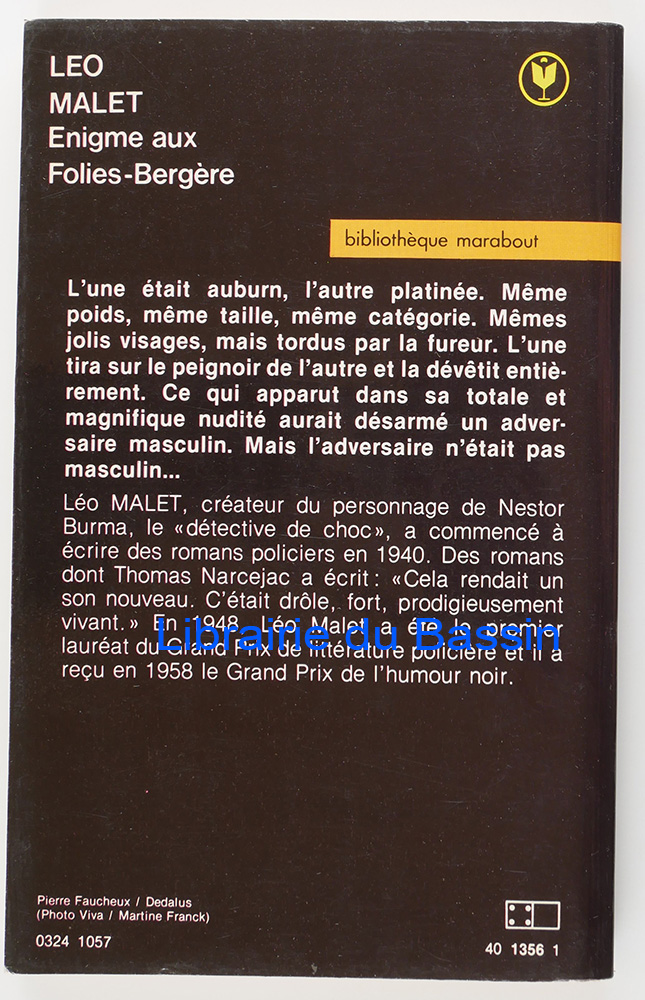 LEO
MALET
Enigme aux
Folies-Bergère
bibliothèque marabout
L'une était auburn, l'autre platinée. Même
poids, même taille, même catégorie. Mêmes
jolis visages, mais tordus par la fureur. L'une
tira sur le peignoir de l'autre et la dévêtit entiè-
rement. Ce qui apparut dans sa totale et
magnifique nudité aurait désarmé un adver-
saire masculin. Mais l'adversaire n'était pas
masculin...
Léo MALET, créateur du personnage de Nestor
Burma, le «détective de choc», a commencé à
écrire des romans policiers en 1940. Des romans
dont Thomas Narcejac a écrit : «Cela rendait un
son nouveau. C'était drôle, fort, prodigieusement
vivant.» En 1948, Léo Malet a été le premier
Librairie du Bassin
lauréat du Grand Prix de littérature policière et il a
reçu en 1958 le Grand Prix de l'humour noir.
Pierre Faucheux / Dedalus
(Photo Viva / Martine Franck)
0324 1057
40 1356 1